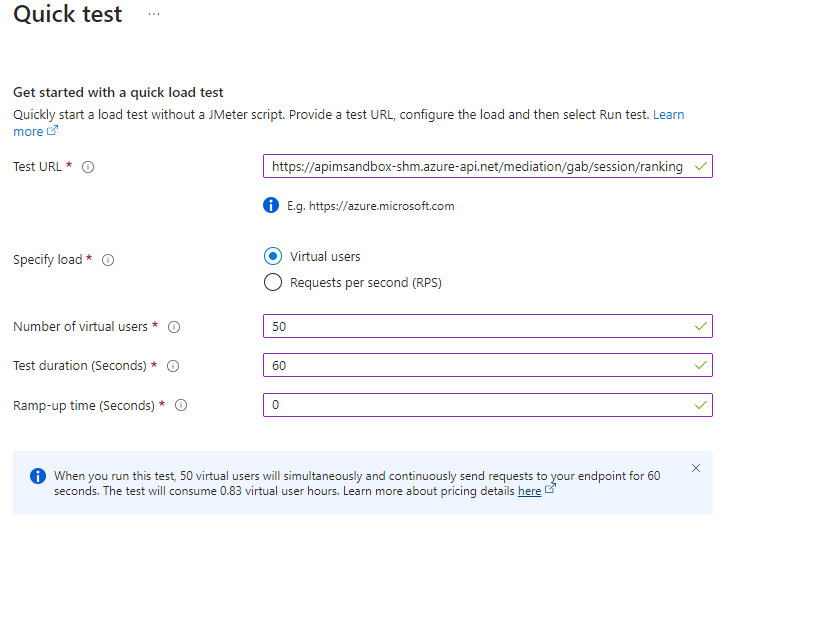 Quick test ...
Get started with a quick load test
Quickly start a load test without a JMeter script. Provide a test URL, configure the load and then select Run test. Learn
more
Test URL *
https://apimsandbox-shm.azure-api.net/mediation/gab/session/ranking
E.g. https://azure.microsoft.com
Specify load *
Virtual users
Requests per second (RPS)
Number of virtual users *
50
Test duration (Seconds) *
60
Ramp-up time (Seconds) *
0
When you run this test, 50 virtual users will simultaneously and continuously send requests to your endpoint for 60
seconds. The test will consume 0.83 virtual user hours. Learn more about pricing details here